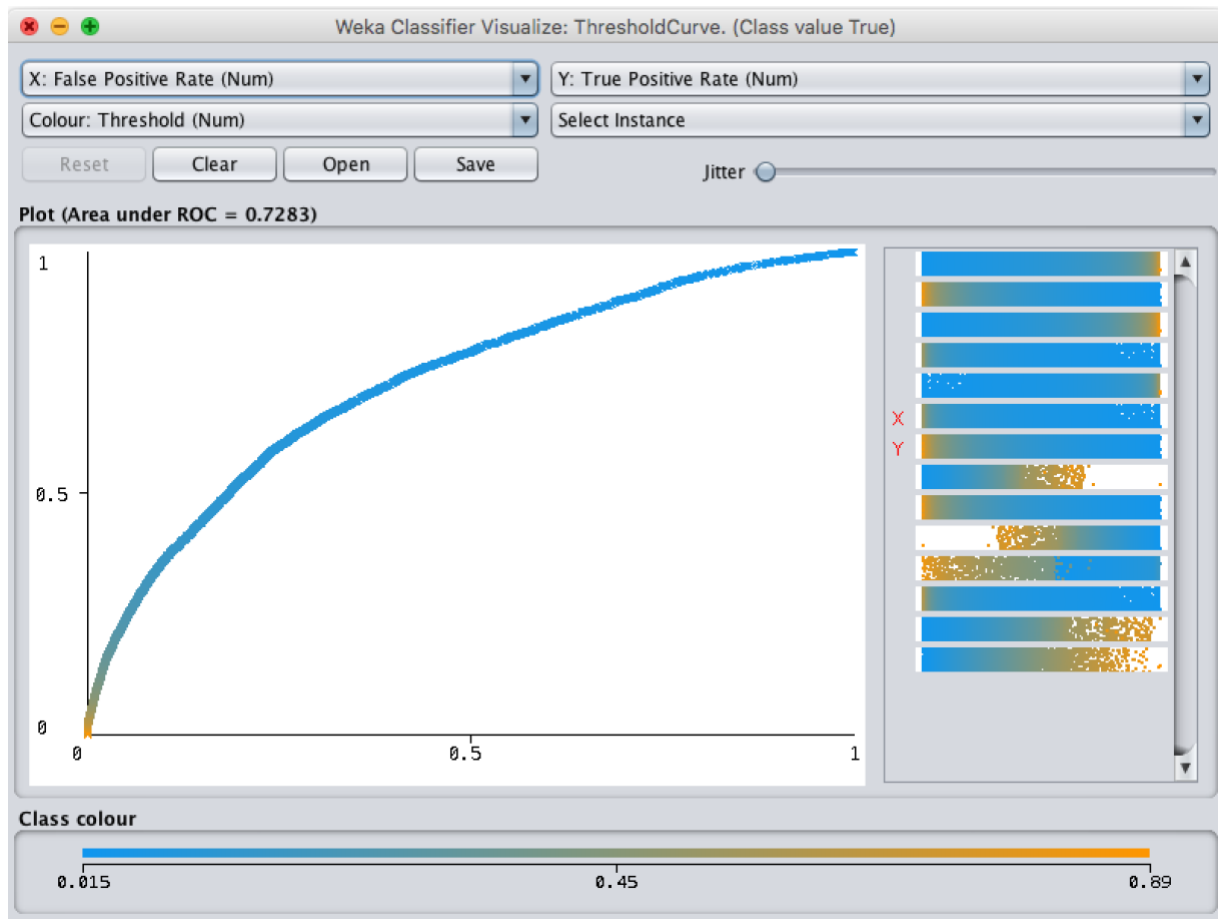 Weka Classifier Visualize: ThresholdCurve. (Class value True)
X: False Positive Rate (Num)
Y: True Positive Rate (Num)
Colour: Threshold (Num)
Select Instance
Reset
Clear
Open
Save
Jitter
Plot (Area under ROC = 0.7283)
1
0.5
0
0
0.5
1
X
Y
Class colour
0.015
0.45
0.89